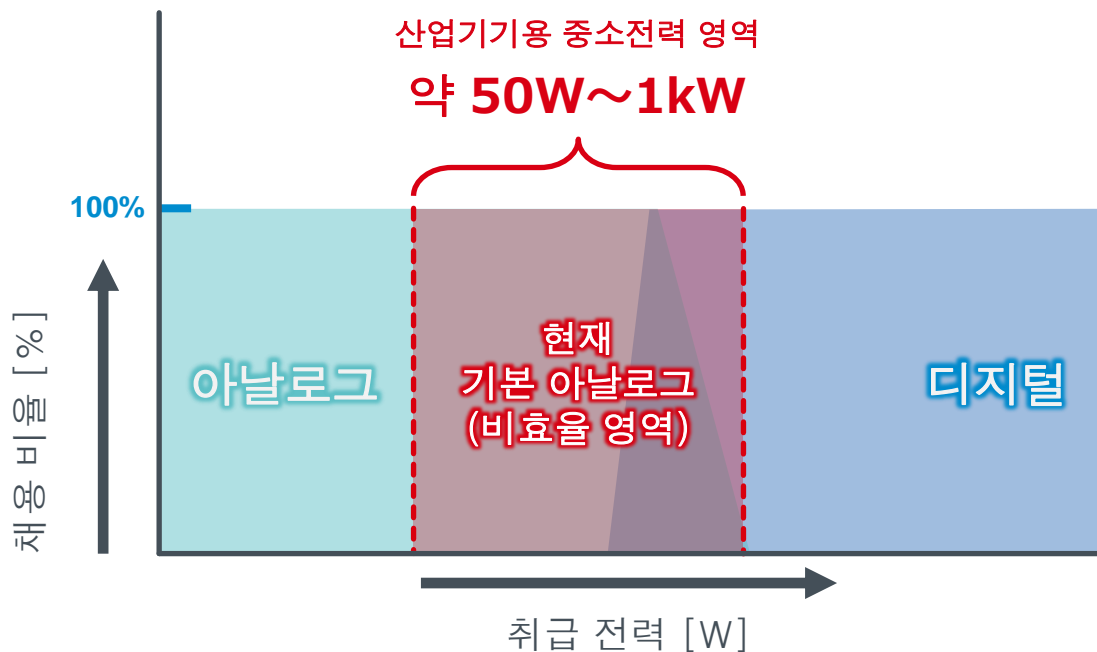 산업기기용 중소전력 영역
약 50W～1kW
100%
채용 비율 [%]
아날로그
현재
기본 아날로그
(비효율 영역)
디지털
취급 전력 [W]